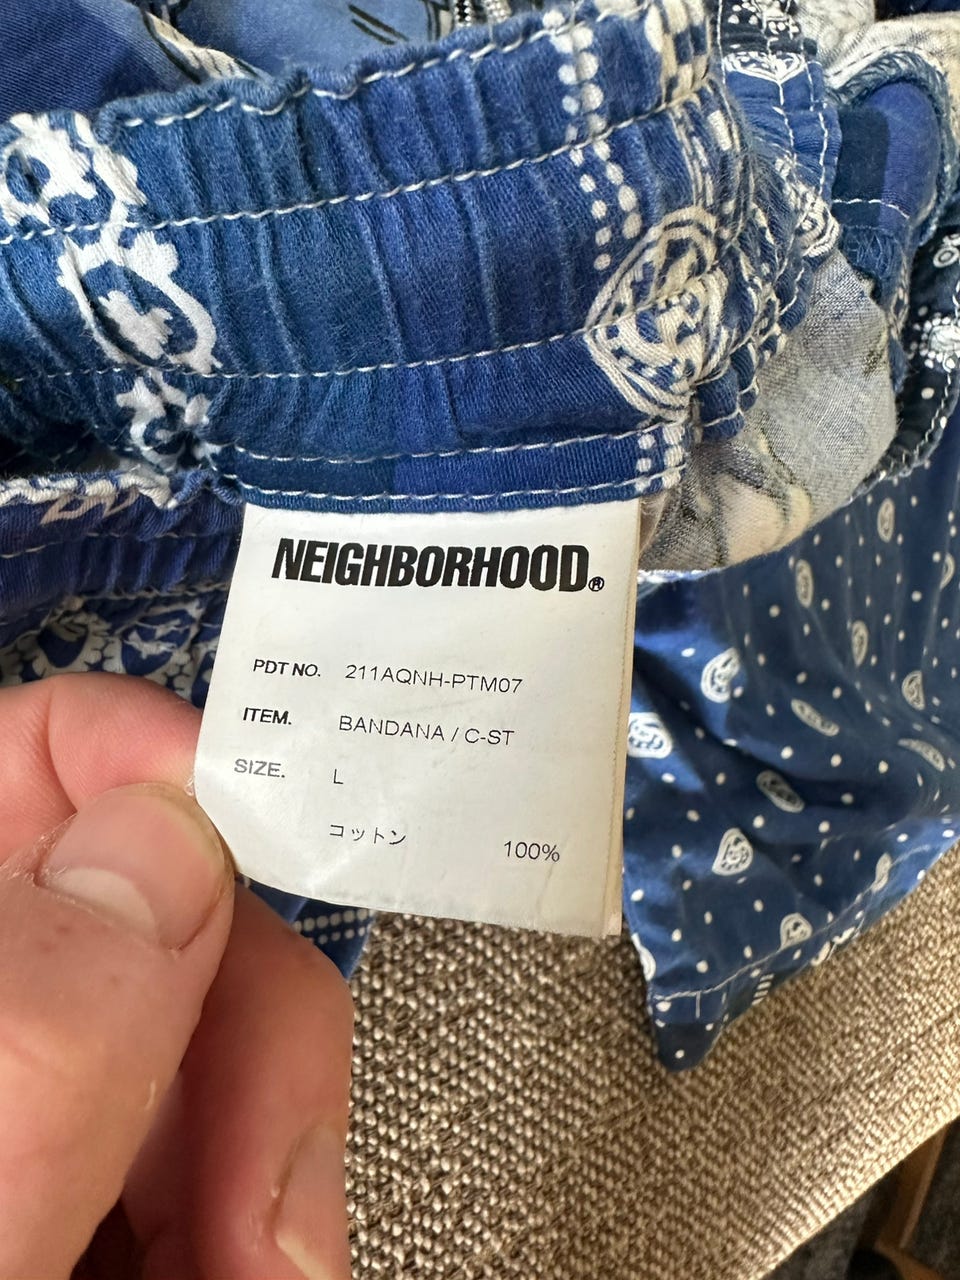 NEIGHBORHOOD®
PDT NO. 211AQNH-PTM07
ITEM. BANDANA / C-ST
SIZE. L
コットン 100%